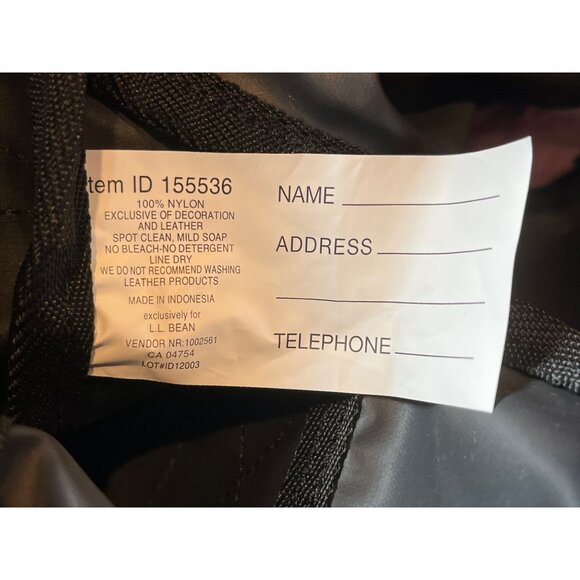 tem ID 155536
100% NYLON
EXCLUSIVE OF DECORATION
AND LEATHER
SPOT CLEAN, MILD SOAP
NO BLEACH-NO DETERGENT
LINE DRY
WE DO NOT RECOMMEND WASHING
LEATHER PRODUCTS
MADE IN INDONESIA
exclusively for
L.L. BEAN
VENDOR NR:1002561
CA 04754
LOT#ID12003
NAME
ADDRESS
TELEPHONE